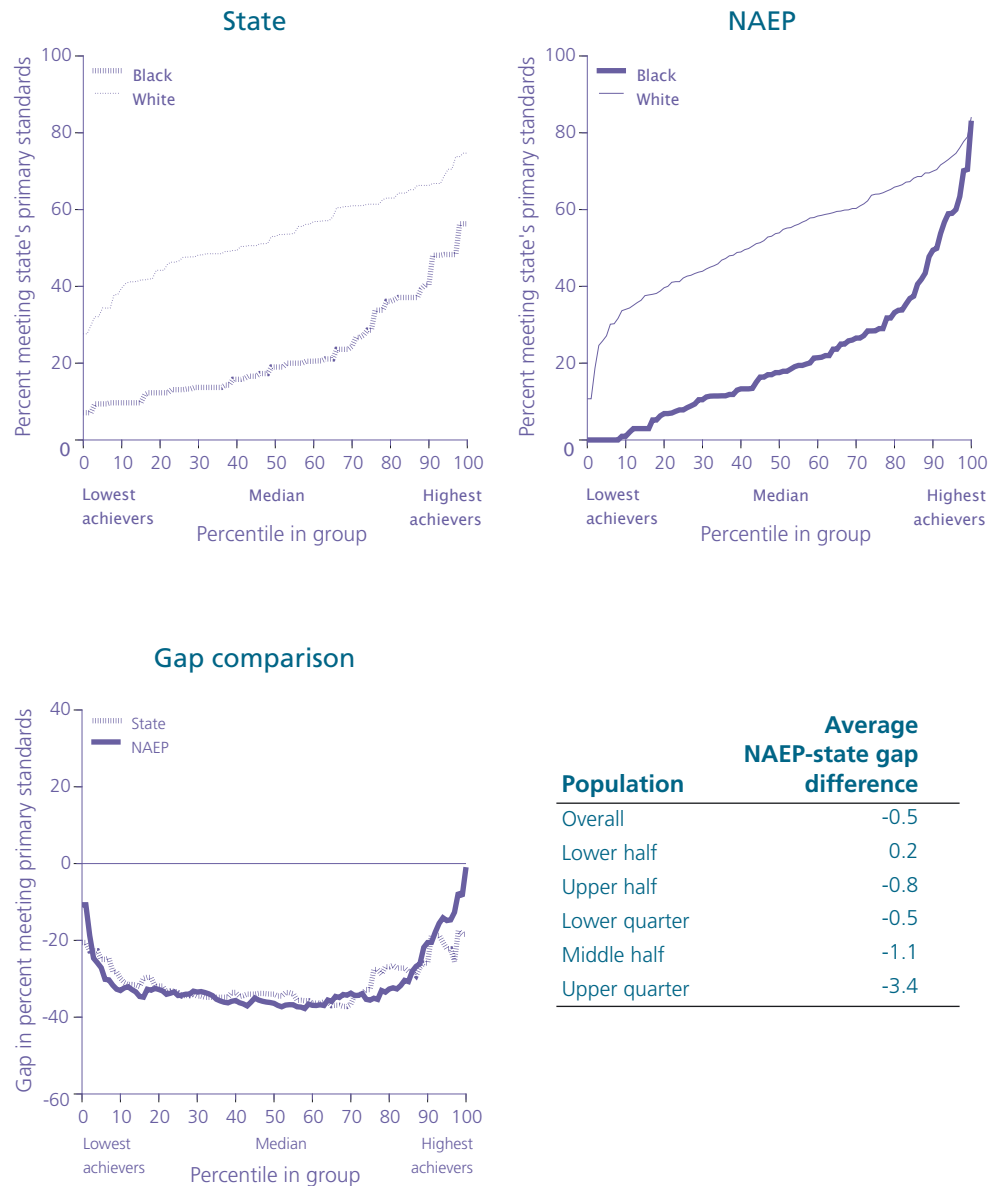 State
Percent meeting state's primary standards
100
80
60
40
20
0
Black
White
0 10 20 30 40 50 60 70 80 90 100
Lowest achievers
Median
Highest achievers
Percentile in group
NAEP
Percent meeting state's primary standards
100
80
60
40
20
0
Black
White
0 10 20 30 40 50 60 70 80 90 100
Lowest achievers
Median
Highest achievers
Percentile in group
Gap comparison
Gap in percent meeting primary standards
40
20
0
-20
-40
-60
State
NAEP
0 10 20 30 40 50 60 70 80 90 100
Lowest achievers
Median
Highest achievers
Percentile in group
Average
NAEP-state gap
Population difference
Overall -0.5
Lower half 0.2
Upper half -0.8
Lower quarter -0.5
Middle half -1.1
Upper quarter -3.4